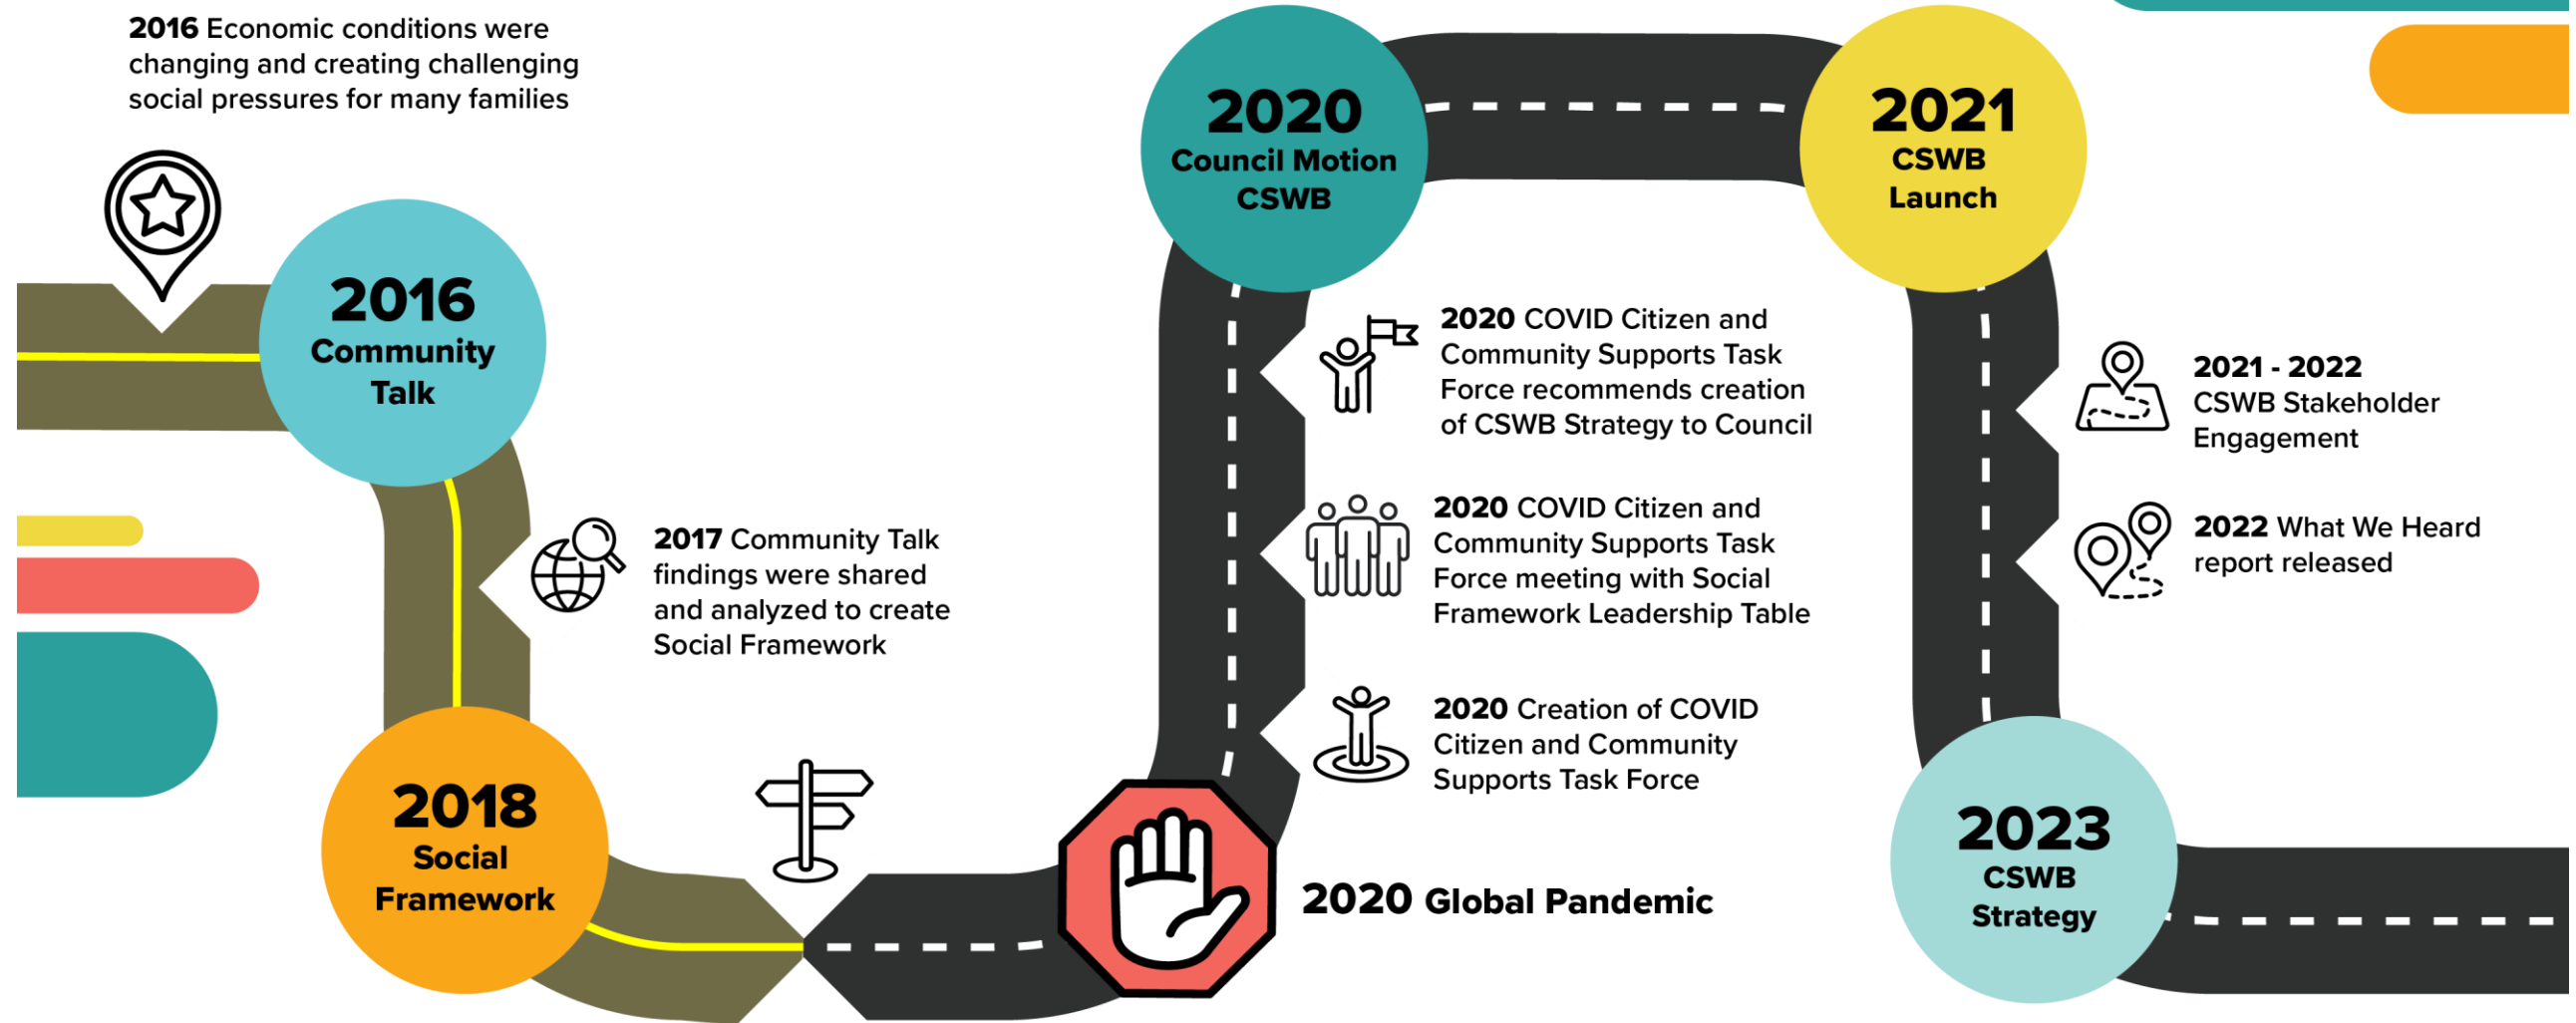 2016 Economic conditions were
changing and creating challenging
social pressures for many families
2016
Community
Talk
2017 Community Talk
findings were shared
and analyzed to create
Social Framework
2018
Social
Framework
2020 Global Pandemic
2020 Creation of COVID
Citizen and Community
Supports Task Force
2020 COVID Citizen and
Community Supports Task
Force meeting with Social
Framework Leadership Table
2020 COVID Citizen and
Community Supports Task
Force recommends creation
of CSWB Strategy to Council
2020
Council Motion
CSWB
2021
CSWB
Launch
2021 - 2022
CSWB Stakeholder
Engagement
2022 What We Heard
report released
2023
CSWB
Strategy